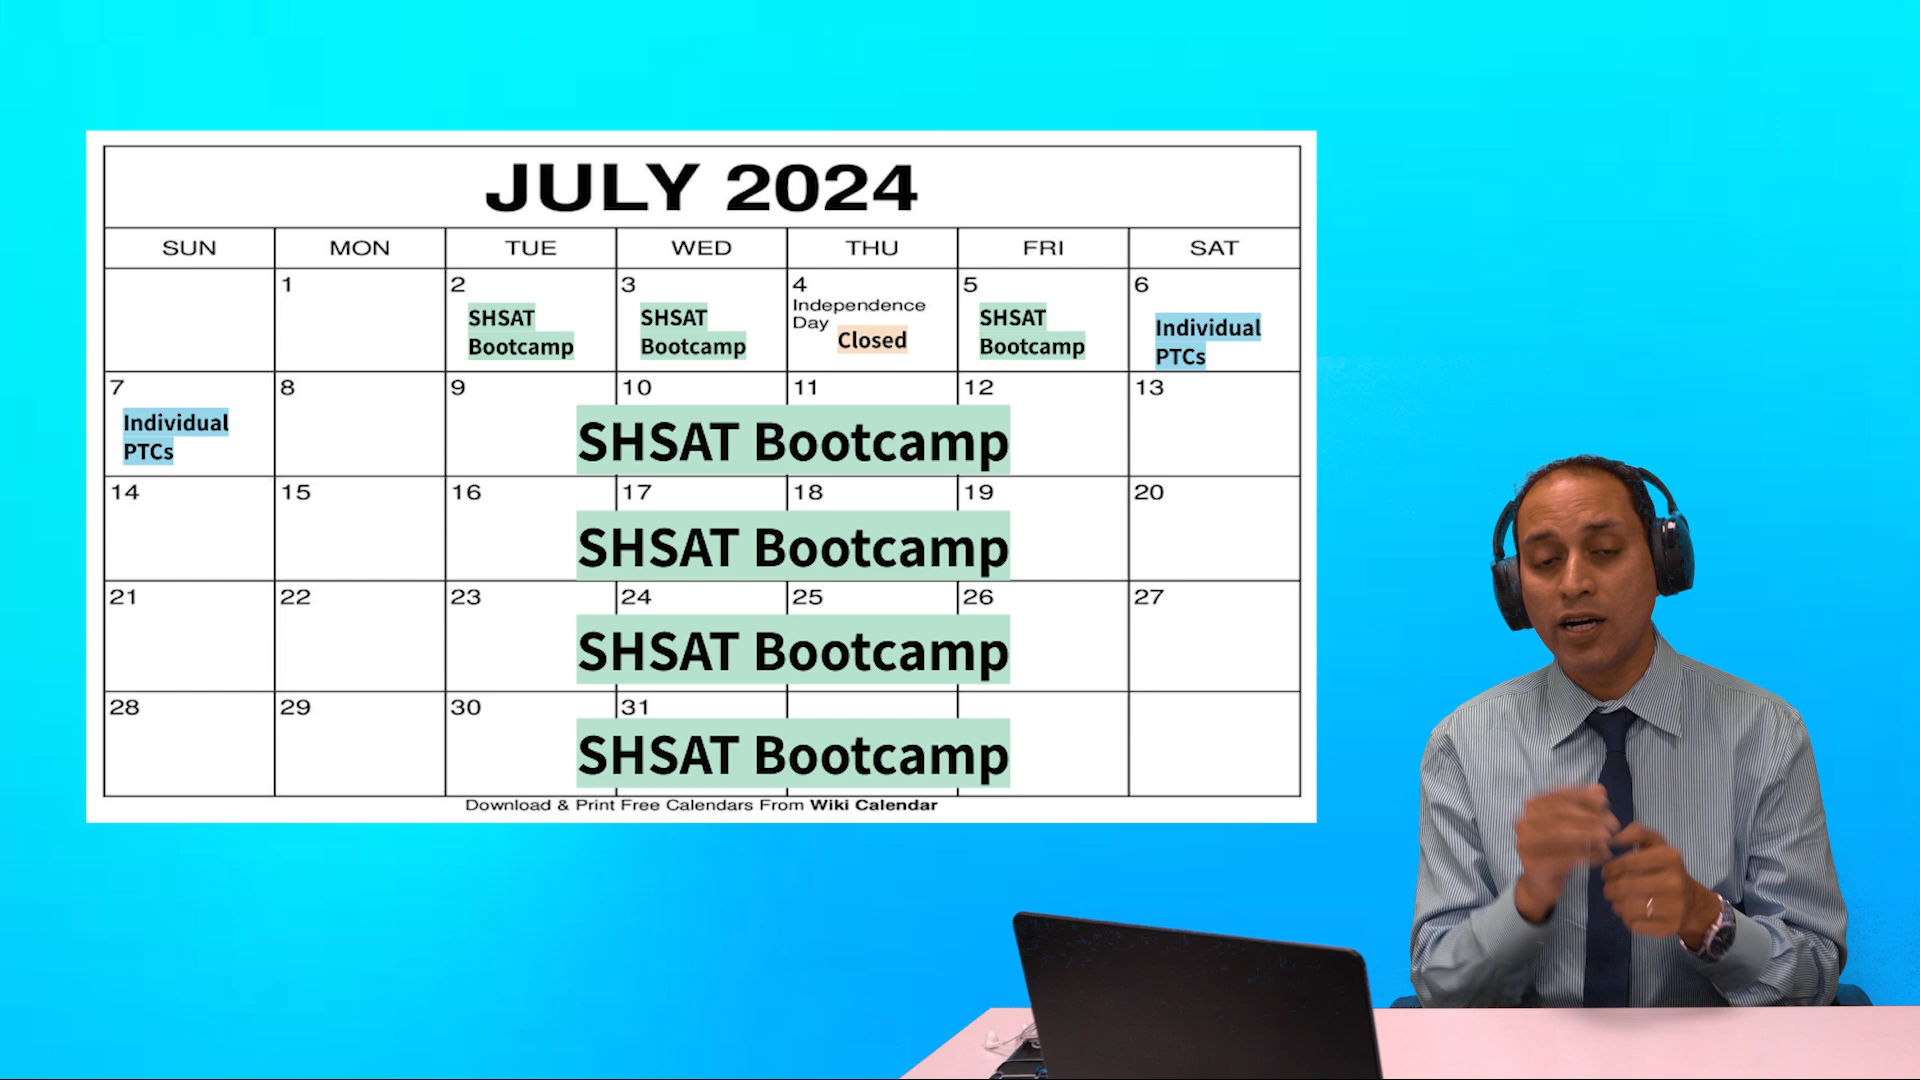 JULY 2024
SUN MON TUE WED THU FRI SAT
1 2 3 4 5 6
Independence
Day
SHSAT
Bootcamp
SHSAT
Bootcamp
Closed
SHSAT
Bootcamp
Individual
PTCs
7 8 9 10 11 12 13
Individual
PTCs
SHSAT Bootcamp
14 15 16 17 18 19 20
SHSAT Bootcamp
21 22 23 24 25 26 27
SHSAT Bootcamp
28 29 30 31
SHSAT Bootcamp
Download & Print Free Calendars From Wiki Calendar